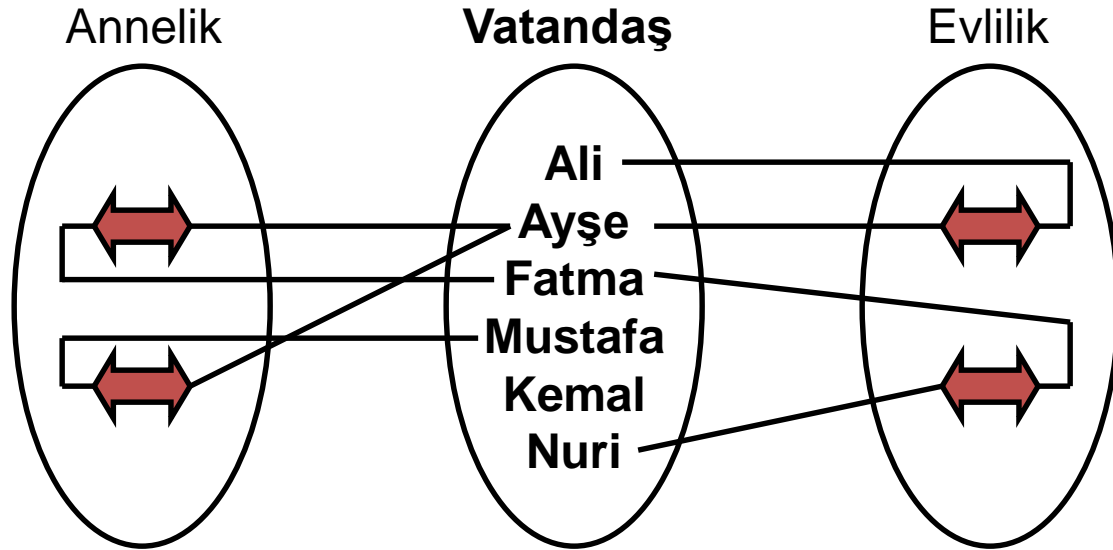 Annelik
Vatandaş
Evlilik
Ali
Ayşe
Fatma
Mustafa
Kemal
Nuri